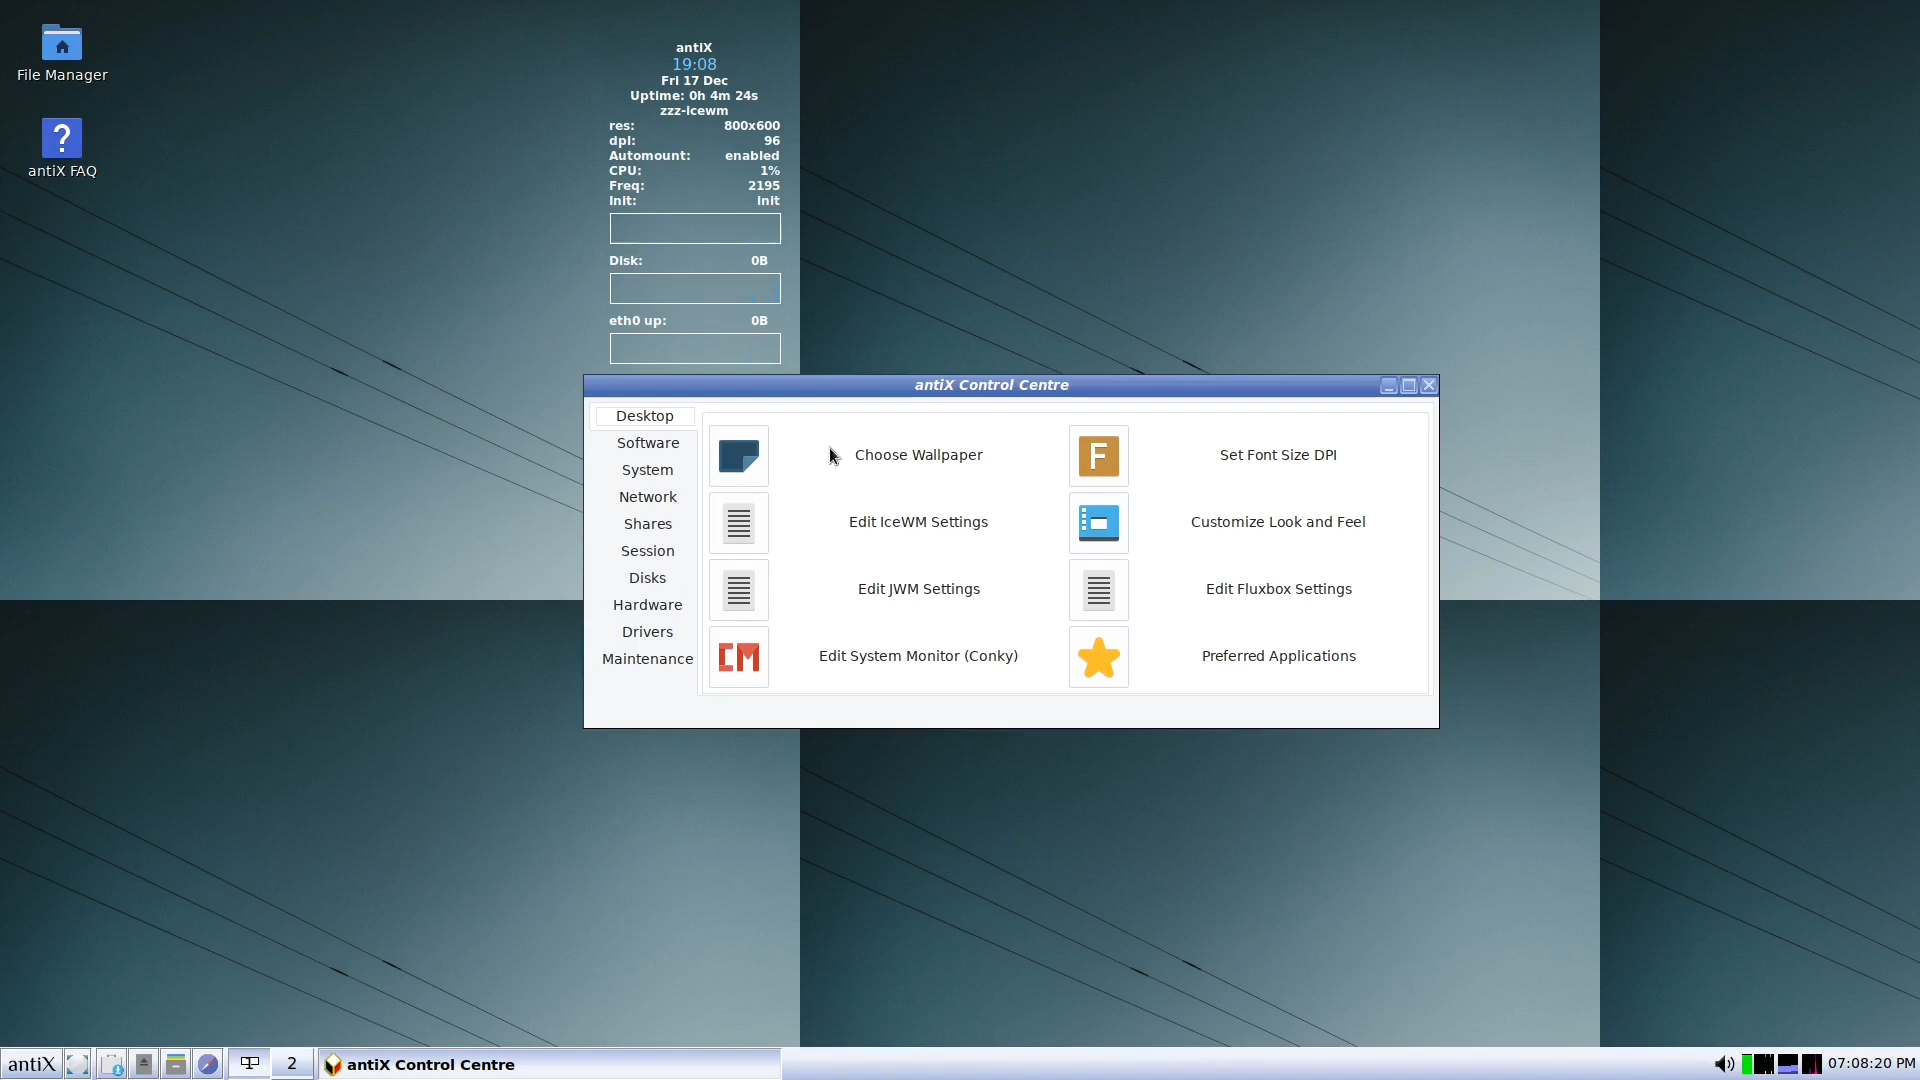 File Manager
antiX FAQ
antiX
19:08
Fri 17 Dec
Uptime: 0h 4m 24s
zzz-icewm
res: 800x600
dpi: 96
Automount: enabled
CPU: 1%
Freq: 2195
Init: init
Disk: 0B
eth0 up: 0B
antiX Control Centre
Desktop
Software
System
Network
Shares
Session
Disks
Hardware
Drivers
Maintenance
Choose Wallpaper
F
Set Font Size DPI
Edit IceWM Settings
Customize Look and Feel
Edit JWM Settings
Edit Fluxbox Settings
CM
Edit System Monitor (Conky)
Preferred Applications
antiX
2
antiX Control Centre
07:08:20 PM